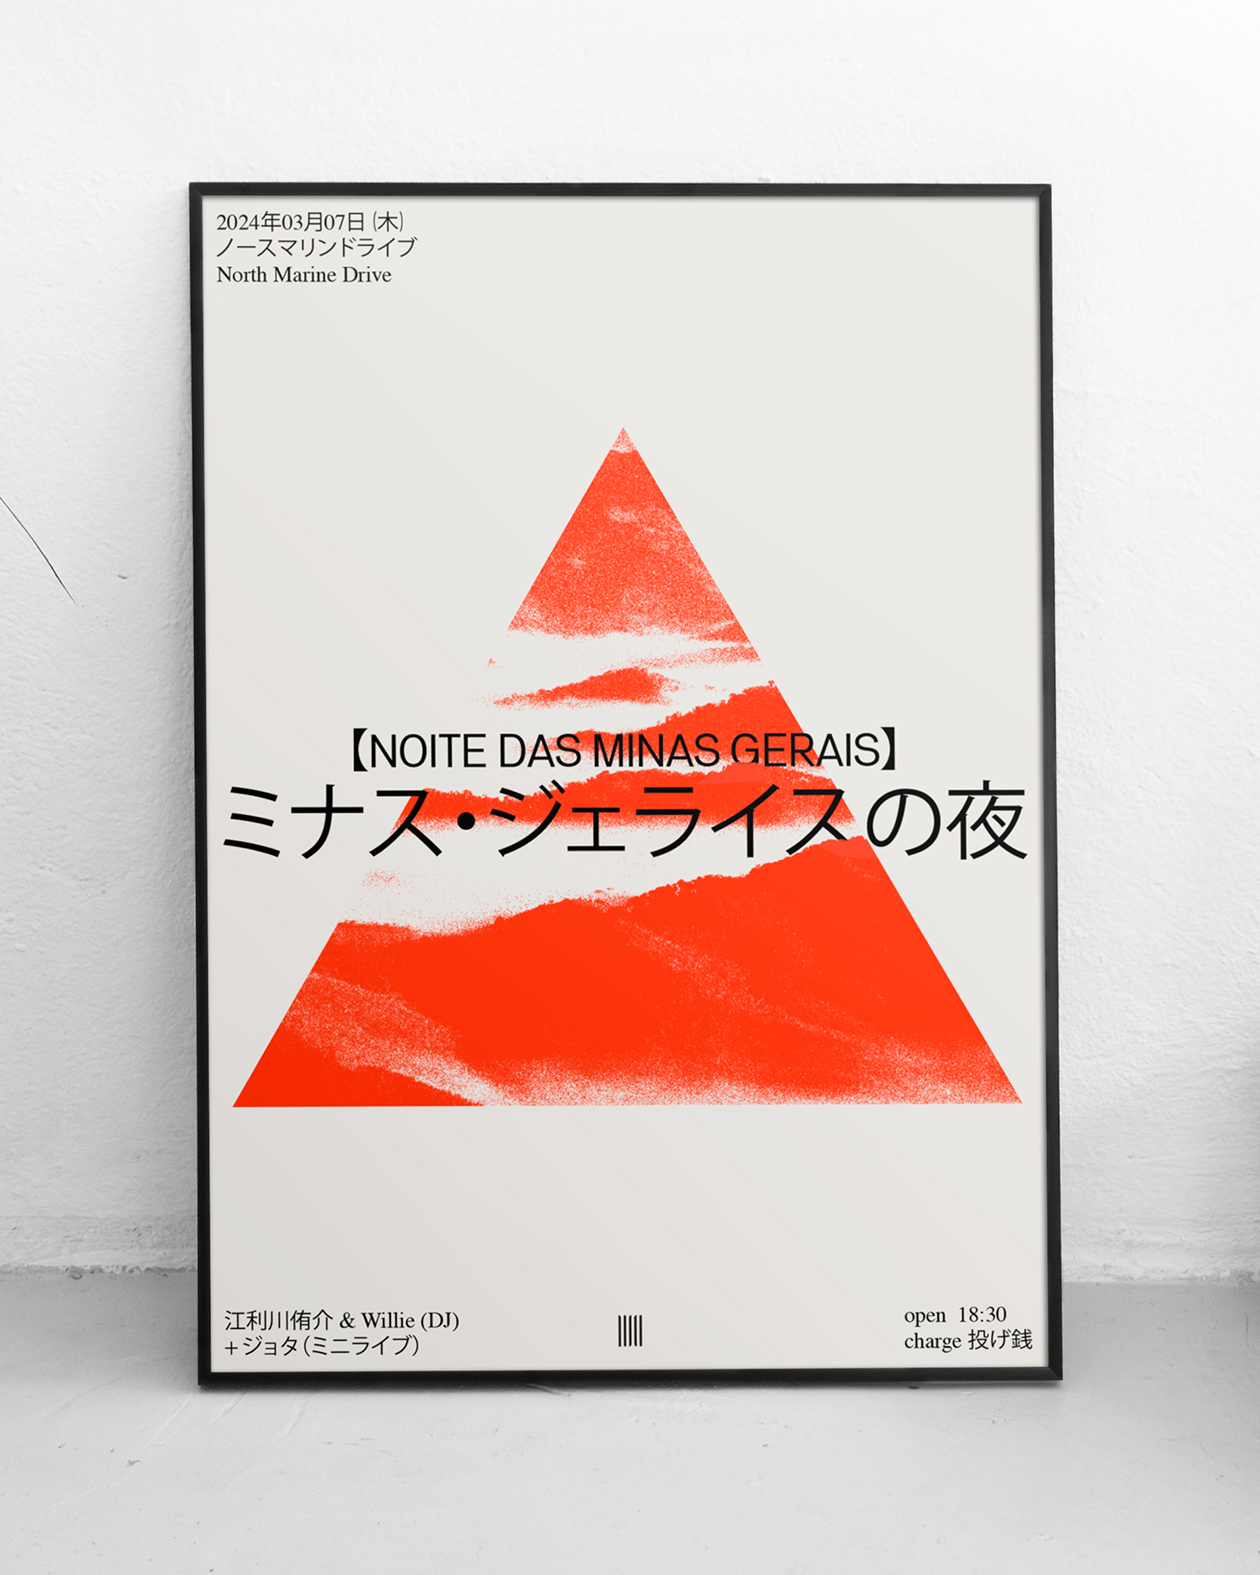 2024年03月07日 (木)
ノースマリンドライブ
North Marine Drive
【NOITE DAS MINAS GERAIS】
ミナス・ジェライスの夜
江利川侑介 & Willie (DJ)
+ ジョタ (ミニライブ)
open 18:30
charge 投げ銭